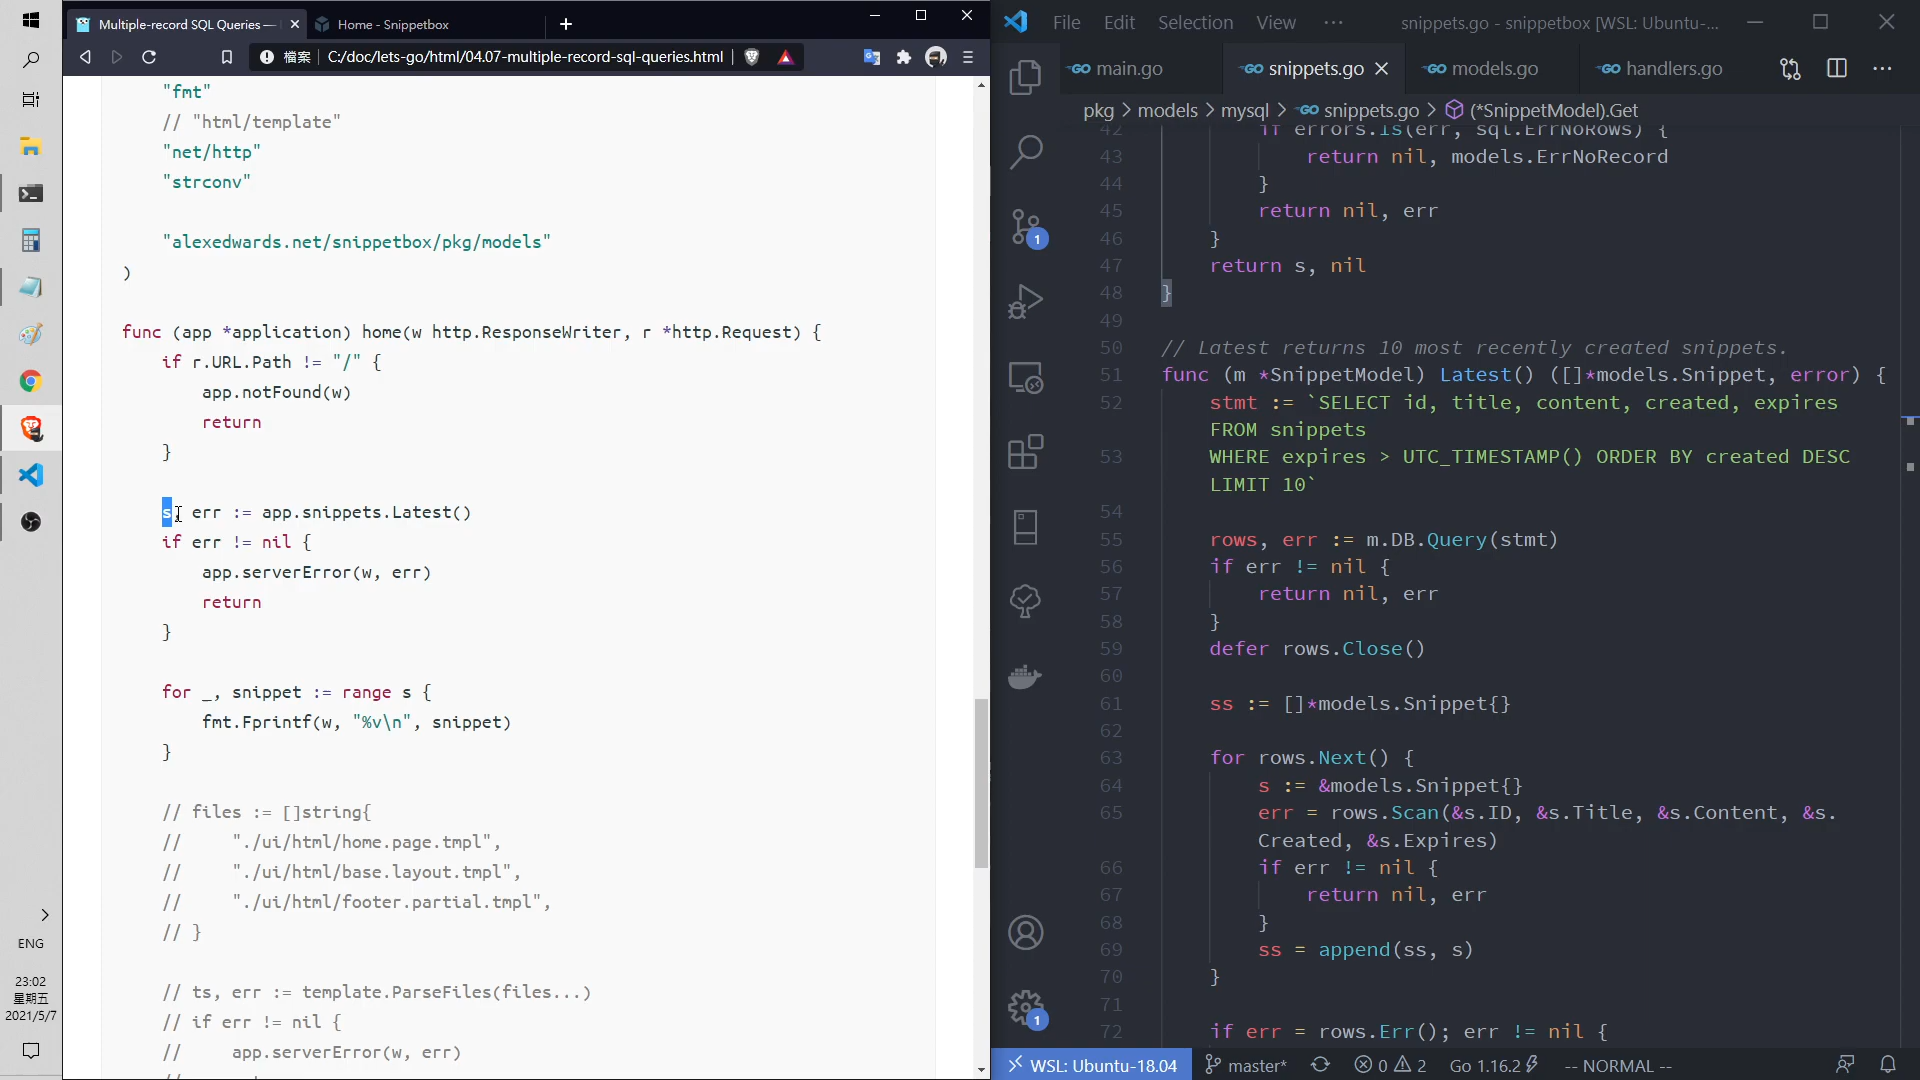 Multiple-record SQL Queries —
Home - Snippetbox
檔案
C:/doc/lets-go/html/04.07-multiple-record-sql-queries.html
"fmt"
// "html/template"
"net/http"
"strconv"
"alexedwards.net/snippetbox/pkg/models"
)
func (app *application) home(w http.ResponseWriter, r *http.Request) {
if r.URL.Path != "/" {
app.notFound(w)
return
}
s, err := app.snippets.Latest()
if err != nil {
app.serverError(w, err)
return
}
for _, snippet := range s {
fmt.Fprintf(w, "%v\n", snippet)
}
// files := []string{
// "./ui/html/home.page.tmpl",
// "./ui/html/base.layout.tmpl",
// "./ui/html/footer.partial.tmpl",
// }
// ts, err := template.ParseFiles(files...)
// if err != nil {
// app.serverError(w, err)
ENG
23:02
星期五
2021/5/7
File Edit Selection View ···
snippets.go - snippetbox [WSL: Ubuntu-...
main.go
snippets.go
models.go
handlers.go
pkg > models > mysql > snippets.go > (*SnippetModel).Get
42 if errors.Is(err, sql.ErrNoRows) {
43 return nil, models.ErrNoRecord
44 }
45 return nil, err
46 }
47 return s, nil
48 }
49
50 // Latest returns 10 most recently created snippets.
51 func (m *SnippetModel) Latest() ([]*models.Snippet, error) {
52 stmt := `SELECT id, title, content, created, expires
FROM snippets
53 WHERE expires > UTC_TIMESTAMP() ORDER BY created DESC
LIMIT 10`
54
55 rows, err := m.DB.Query(stmt)
56 if err != nil {
57 return nil, err
58 }
59 defer rows.Close()
60
61 ss := []*models.Snippet{}
62
63 for rows.Next() {
64 s := &models.Snippet{}
65 err = rows.Scan(&s.ID, &s.Title, &s.Content, &s.
Created, &s.Expires)
66 if err != nil {
67 return nil, err
68 }
69 ss = append(ss, s)
70 }
71
72 if err = rows.Err(); err != nil {
1
1
WSL: Ubuntu-18.04
master*
0
2
Go 1.16.2
-- NORMAL --